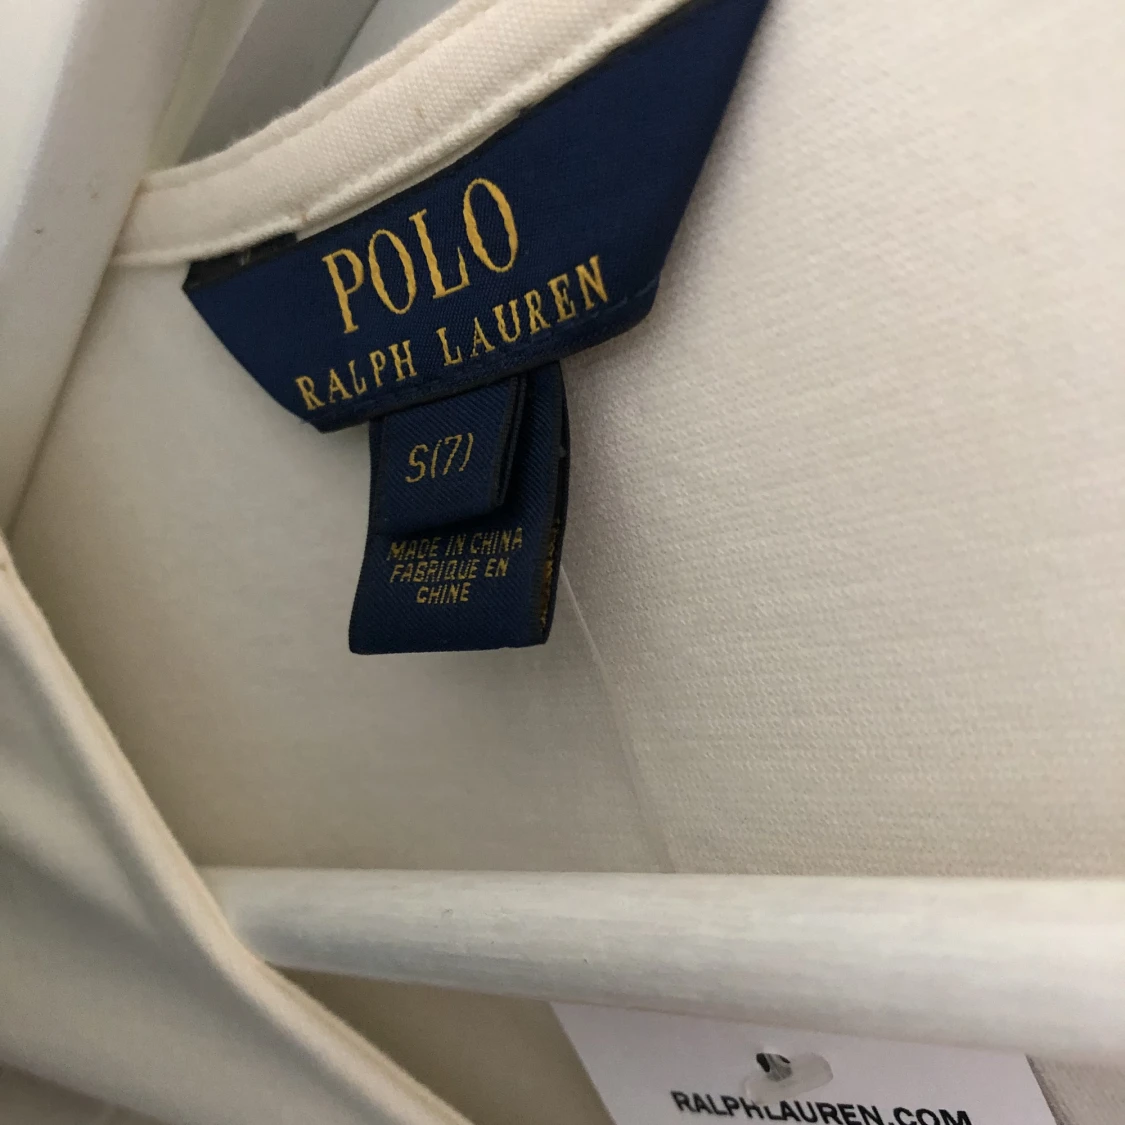 POLO
RALPH LAUREN
S(7)
MADE IN CHINA
FABRIQUE EN
CHINE
RALPHLAUREN.COM